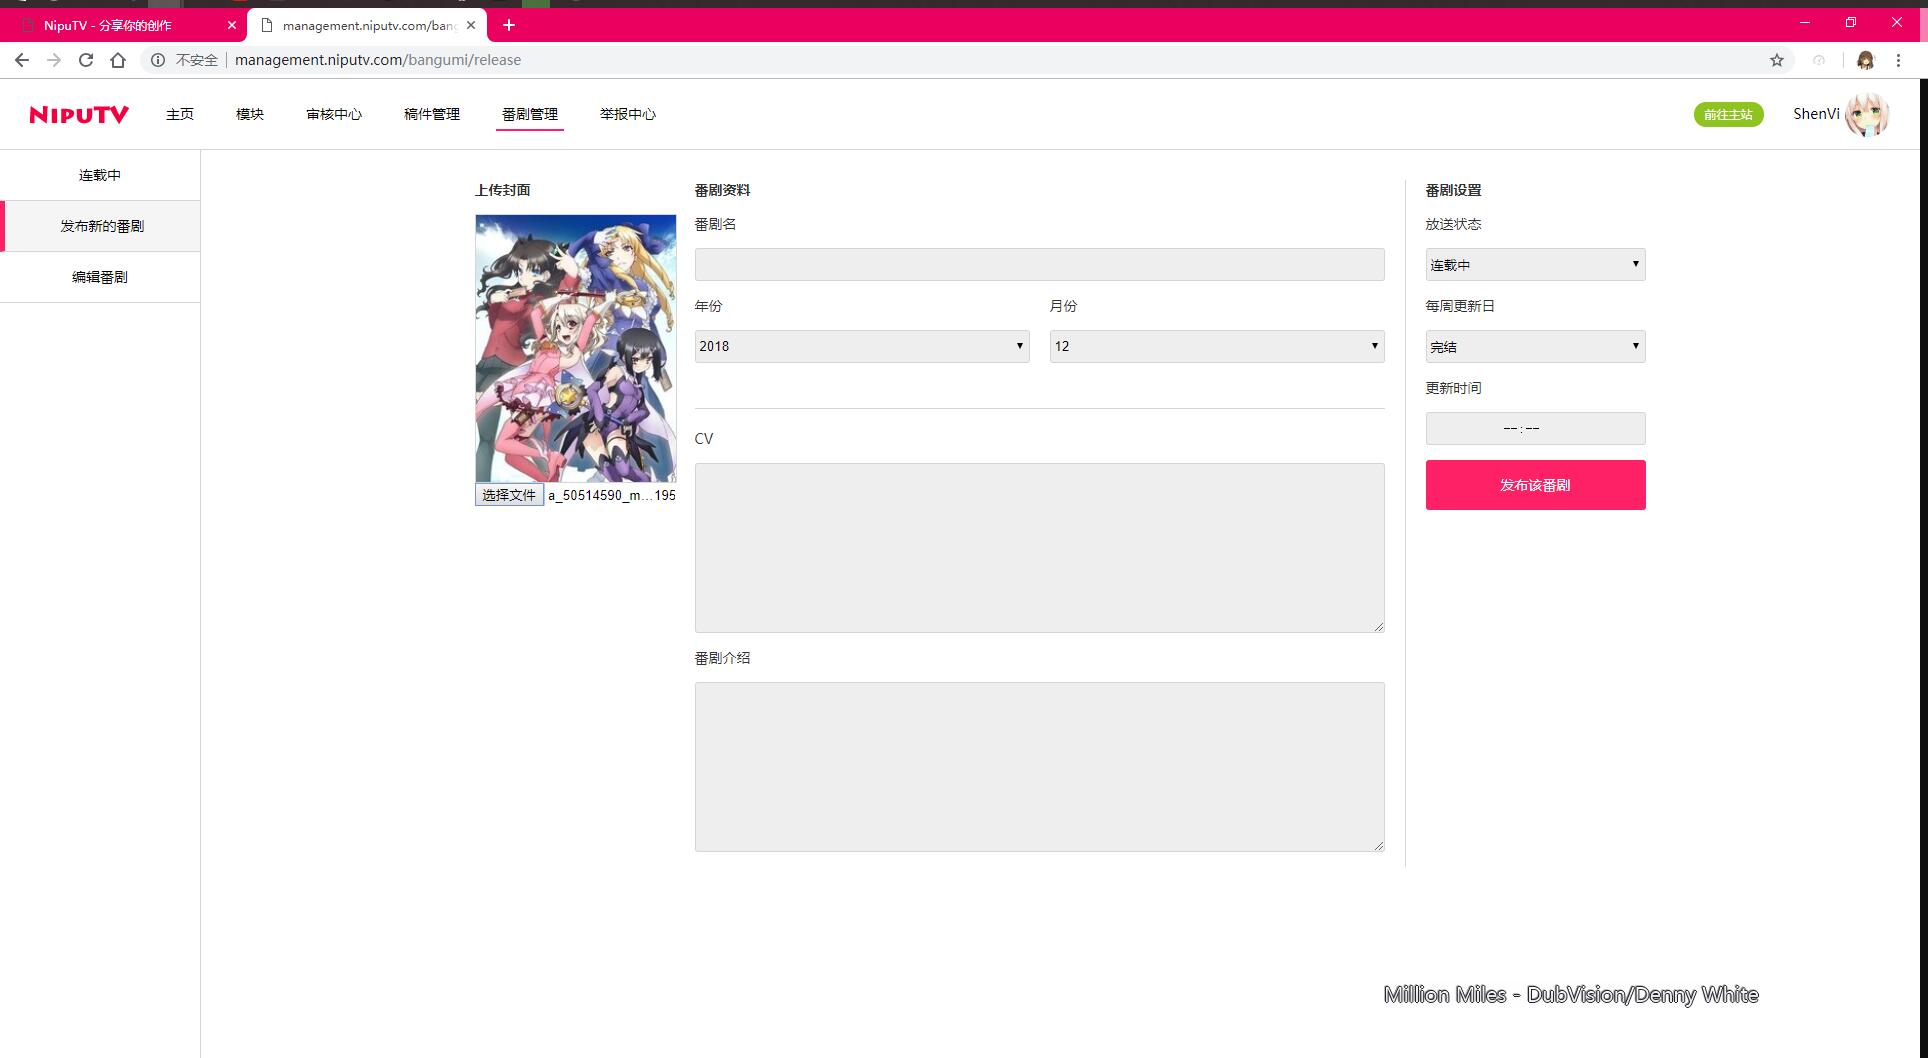 NipuTV - 分享你的创作
management.niputv.com/bang
不安全
management.niputv.com/bangumi/release
NIPUTV
主页
模块
审核中心
稿件管理
番剧管理
举报中心
前往主站
ShenVi
连载中
发布新的番剧
编辑番剧
上传封面
选择文件 a_50514590_m...195
番剧资料
番剧名
年份
月份
2018
12
CV
番剧介绍
番剧设置
放送状态
连载中
每周更新日
完结
更新时间
--:--
发布该番剧
Million Miles - DubVision/Denny White